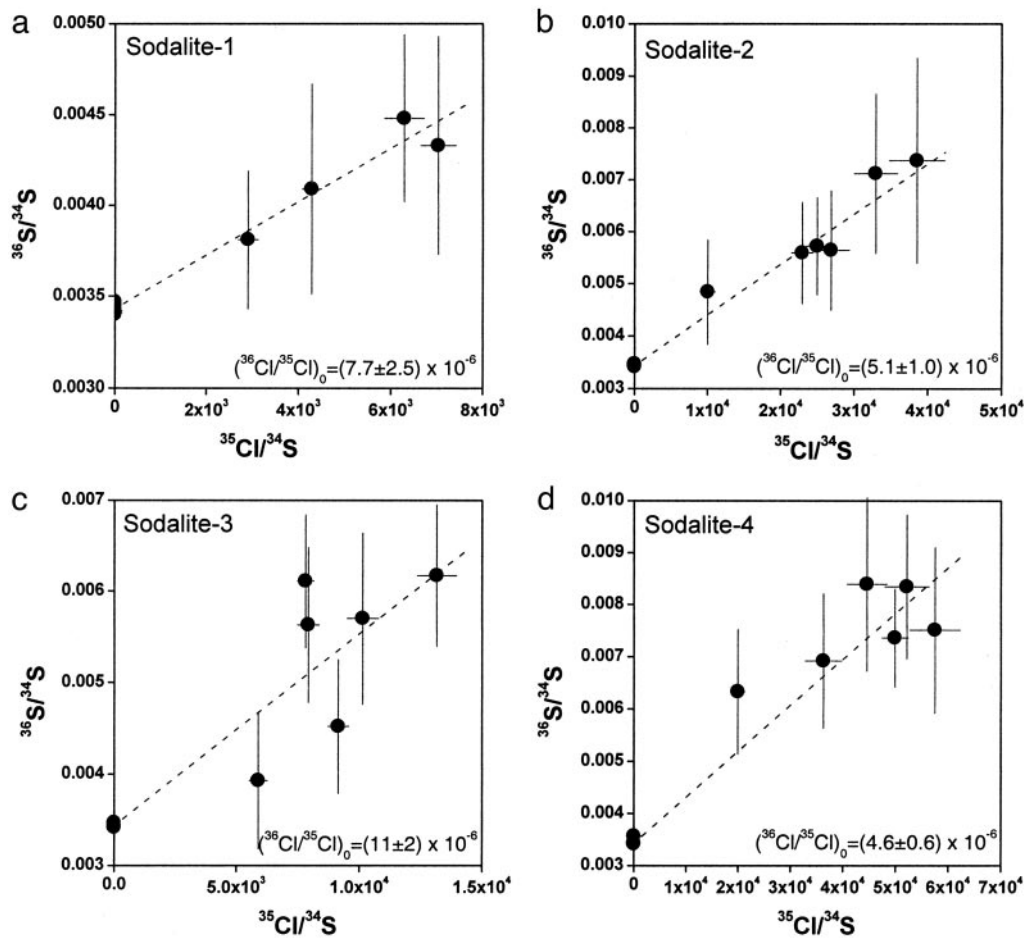 a
Sodalite-1
0.0050
0.0045
0.0040
0.0035
0.0030
³⁶S/³⁴S
(³⁶Cl/³⁵Cl)₀=(7.7±2.5) x 10⁻⁶
0 2x10³ 4x10³ 6x10³ 8x10³
³⁵Cl/³⁴S
b
Sodalite-2
0.010
0.009
0.008
0.007
0.006
0.005
0.004
0.003
³⁶S/³⁴S
(³⁶Cl/³⁵Cl)₀=(5.1±1.0) x 10⁻⁶
0 1x10⁴ 2x10⁴ 3x10⁴ 4x10⁴ 5x10⁴
³⁵Cl/³⁴S
c
Sodalite-3
0.007
0.006
0.005
0.004
0.003
³⁶S/³⁴S
(³⁶Cl/³⁵Cl)₀=(11±2) x 10⁻⁶
0.0 5.0x10³ 1.0x10⁴ 1.5x10⁴
³⁵Cl/³⁴S
d
Sodalite-4
0.010
0.009
0.008
0.007
0.006
0.005
0.004
0.003
³⁶S/³⁴S
(³⁶Cl/³⁵Cl)₀=(4.6±0.6) x 10⁻⁶
0 1x10⁴ 2x10⁴ 3x10⁴ 4x10⁴ 5x10⁴ 6x10⁴ 7x10⁴
³⁵Cl/³⁴S